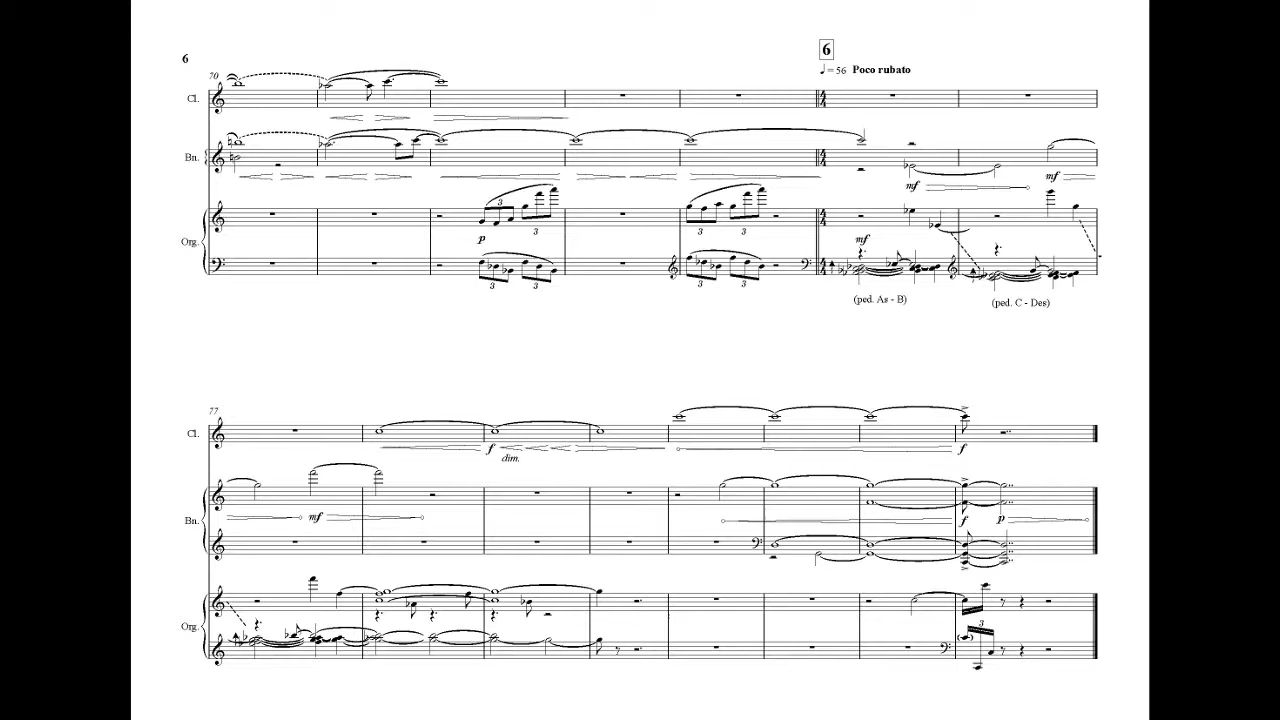 6
6
♩= 56 Poco rubato
70
Cl.
Bn.
Org.
3
3
p
3
3
3
3
3
3
mf
mf
mf
(ped. As - B)
(ped. C - Des)
77
Cl.
f
dim.
f
Bn.
mf
f
p
Org.
3